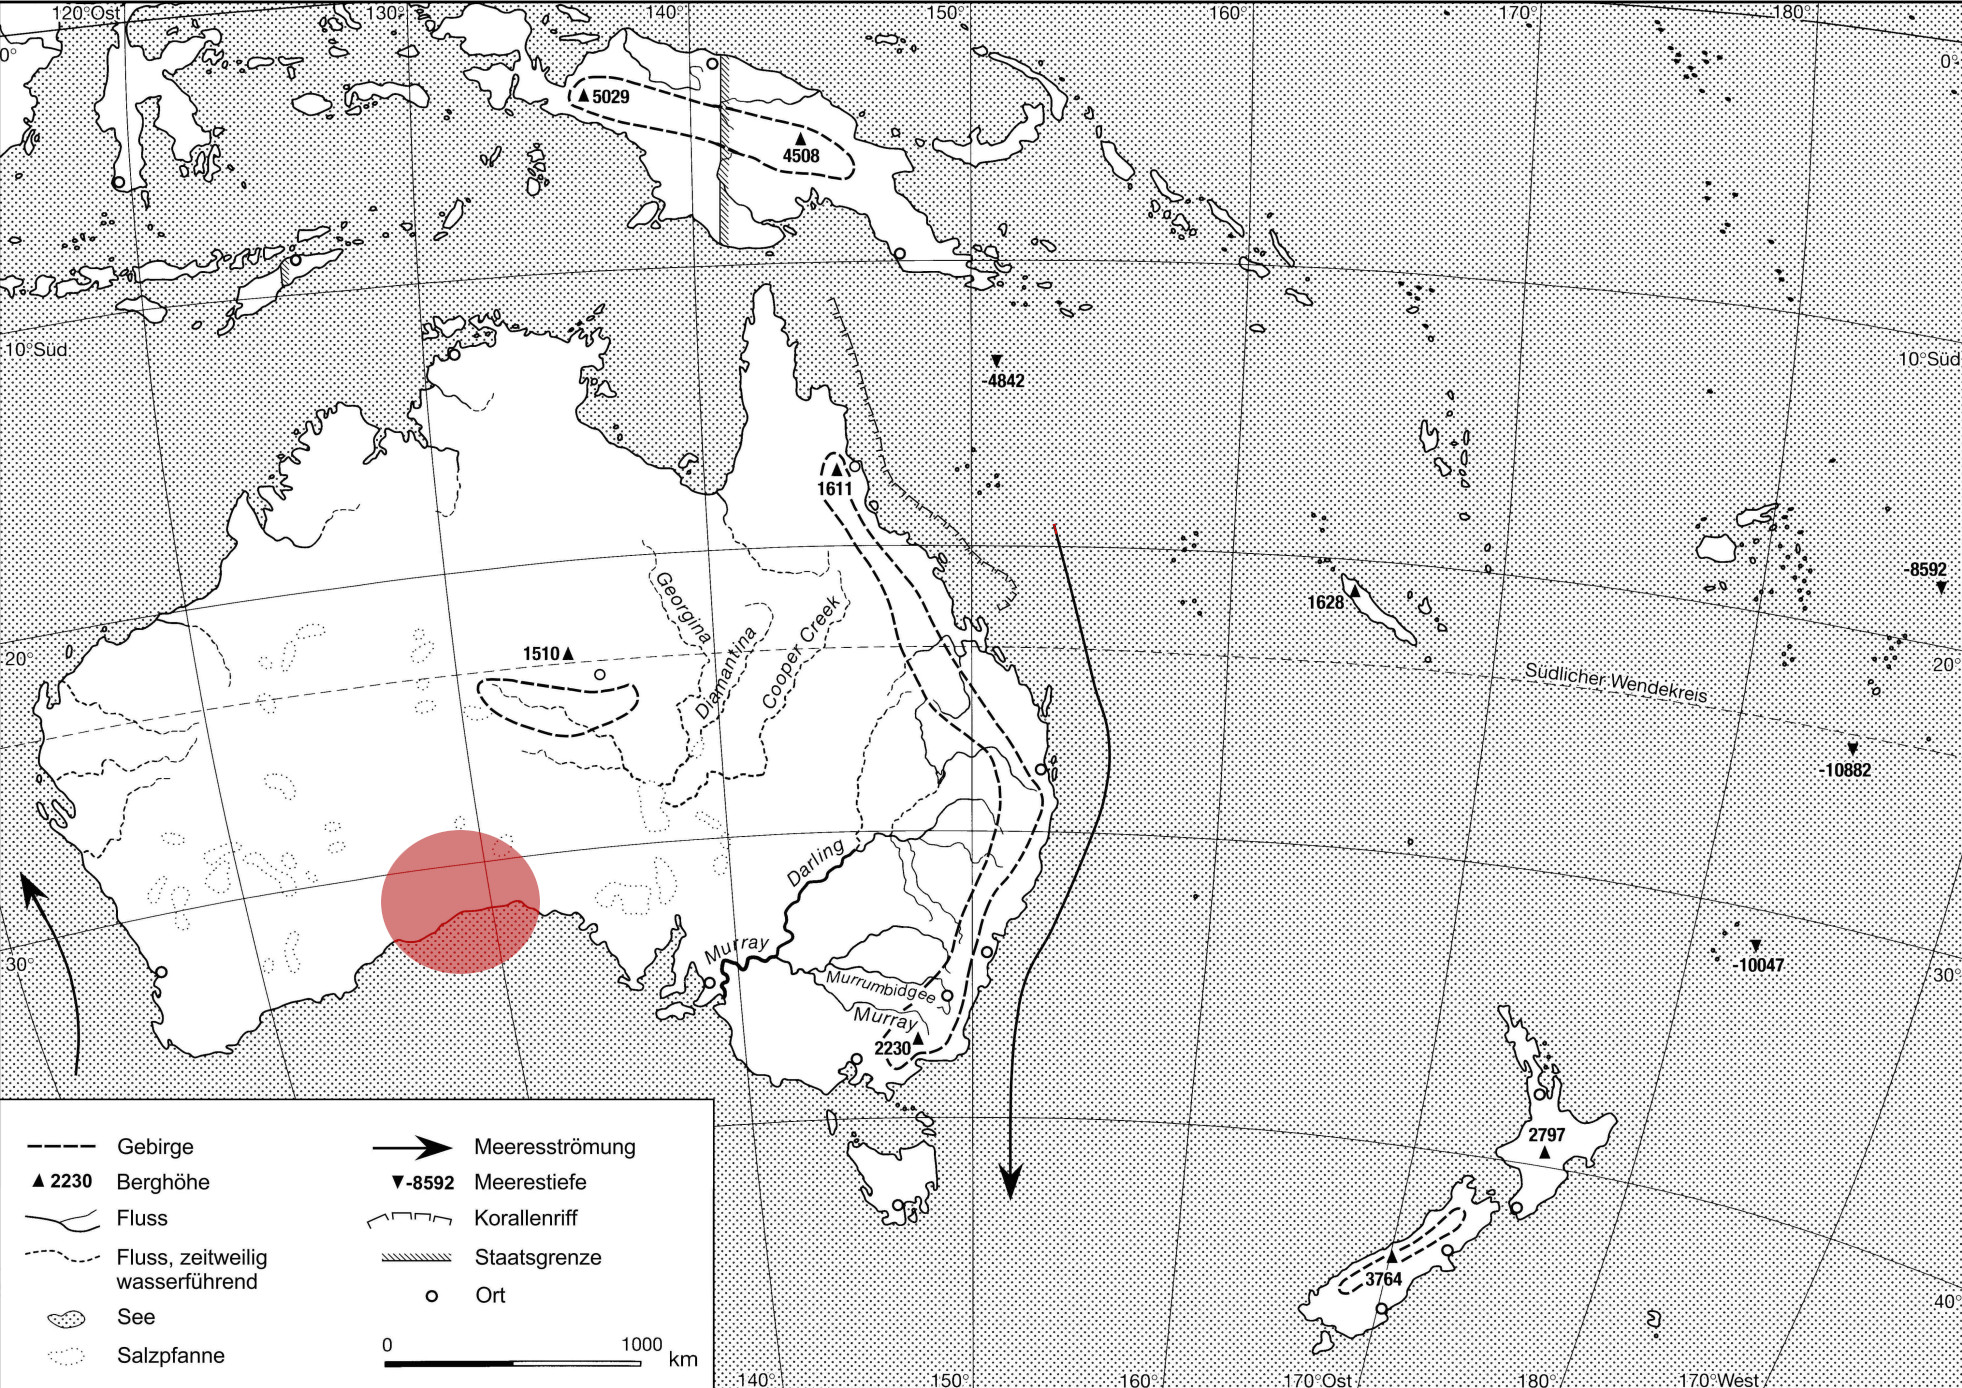 120°Ost
130°
140°
150°
160°
170°
180°
0°
0°
5029
4508
10°Süd
-4842
10°Süd
1611
-8592
Georgina
1628
1510
Diamantina
Cooper Creek
20°
20°
Südlicher Wendekreis
-10882
Darling
Murray
30°
-10047
30°
Murrumbidgee
Murray
2230
2797
3764
40°
Gebirge
Meeresströmung
2230
Berghöhe
-8592
Meerestiefe
Fluss
Korallenriff
Fluss, zeitweilig
wasserführend
Staatsgrenze
See
Ort
Salzpfanne
0
1000
km
140°
150°
160°
170°Ost
180°
170°West